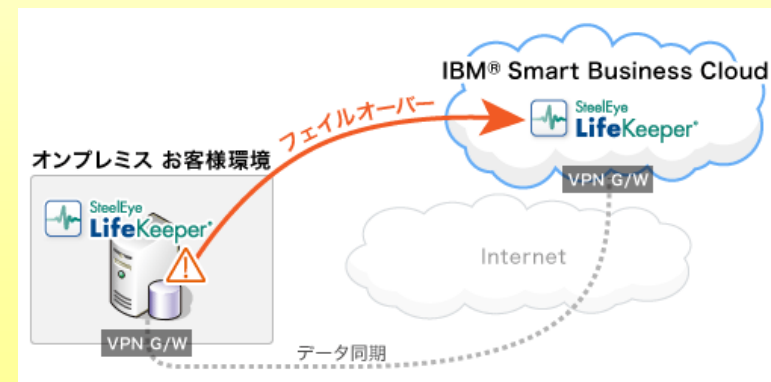 IBM® Smart Business Cloud
SteelEye
LifeKeeper
フェイルオーバー
オンプレミス お客様環境
VPN G/W
SteelEye
LifeKeeper
Internet
VPN G/W
データ同期